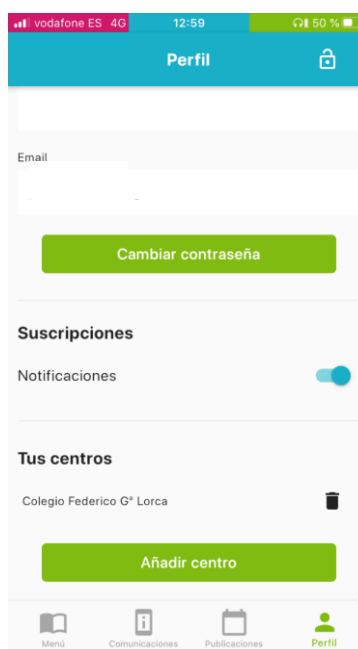 vodafone ES 4G 12:59 50 %
Perfil
Email
Cambiar contraseña
Suscripciones
Notificaciones
Tus centros
Colegio Federico Gª Lorca
Añadir centro
Menú Comunicaciones Publicaciones Perfil